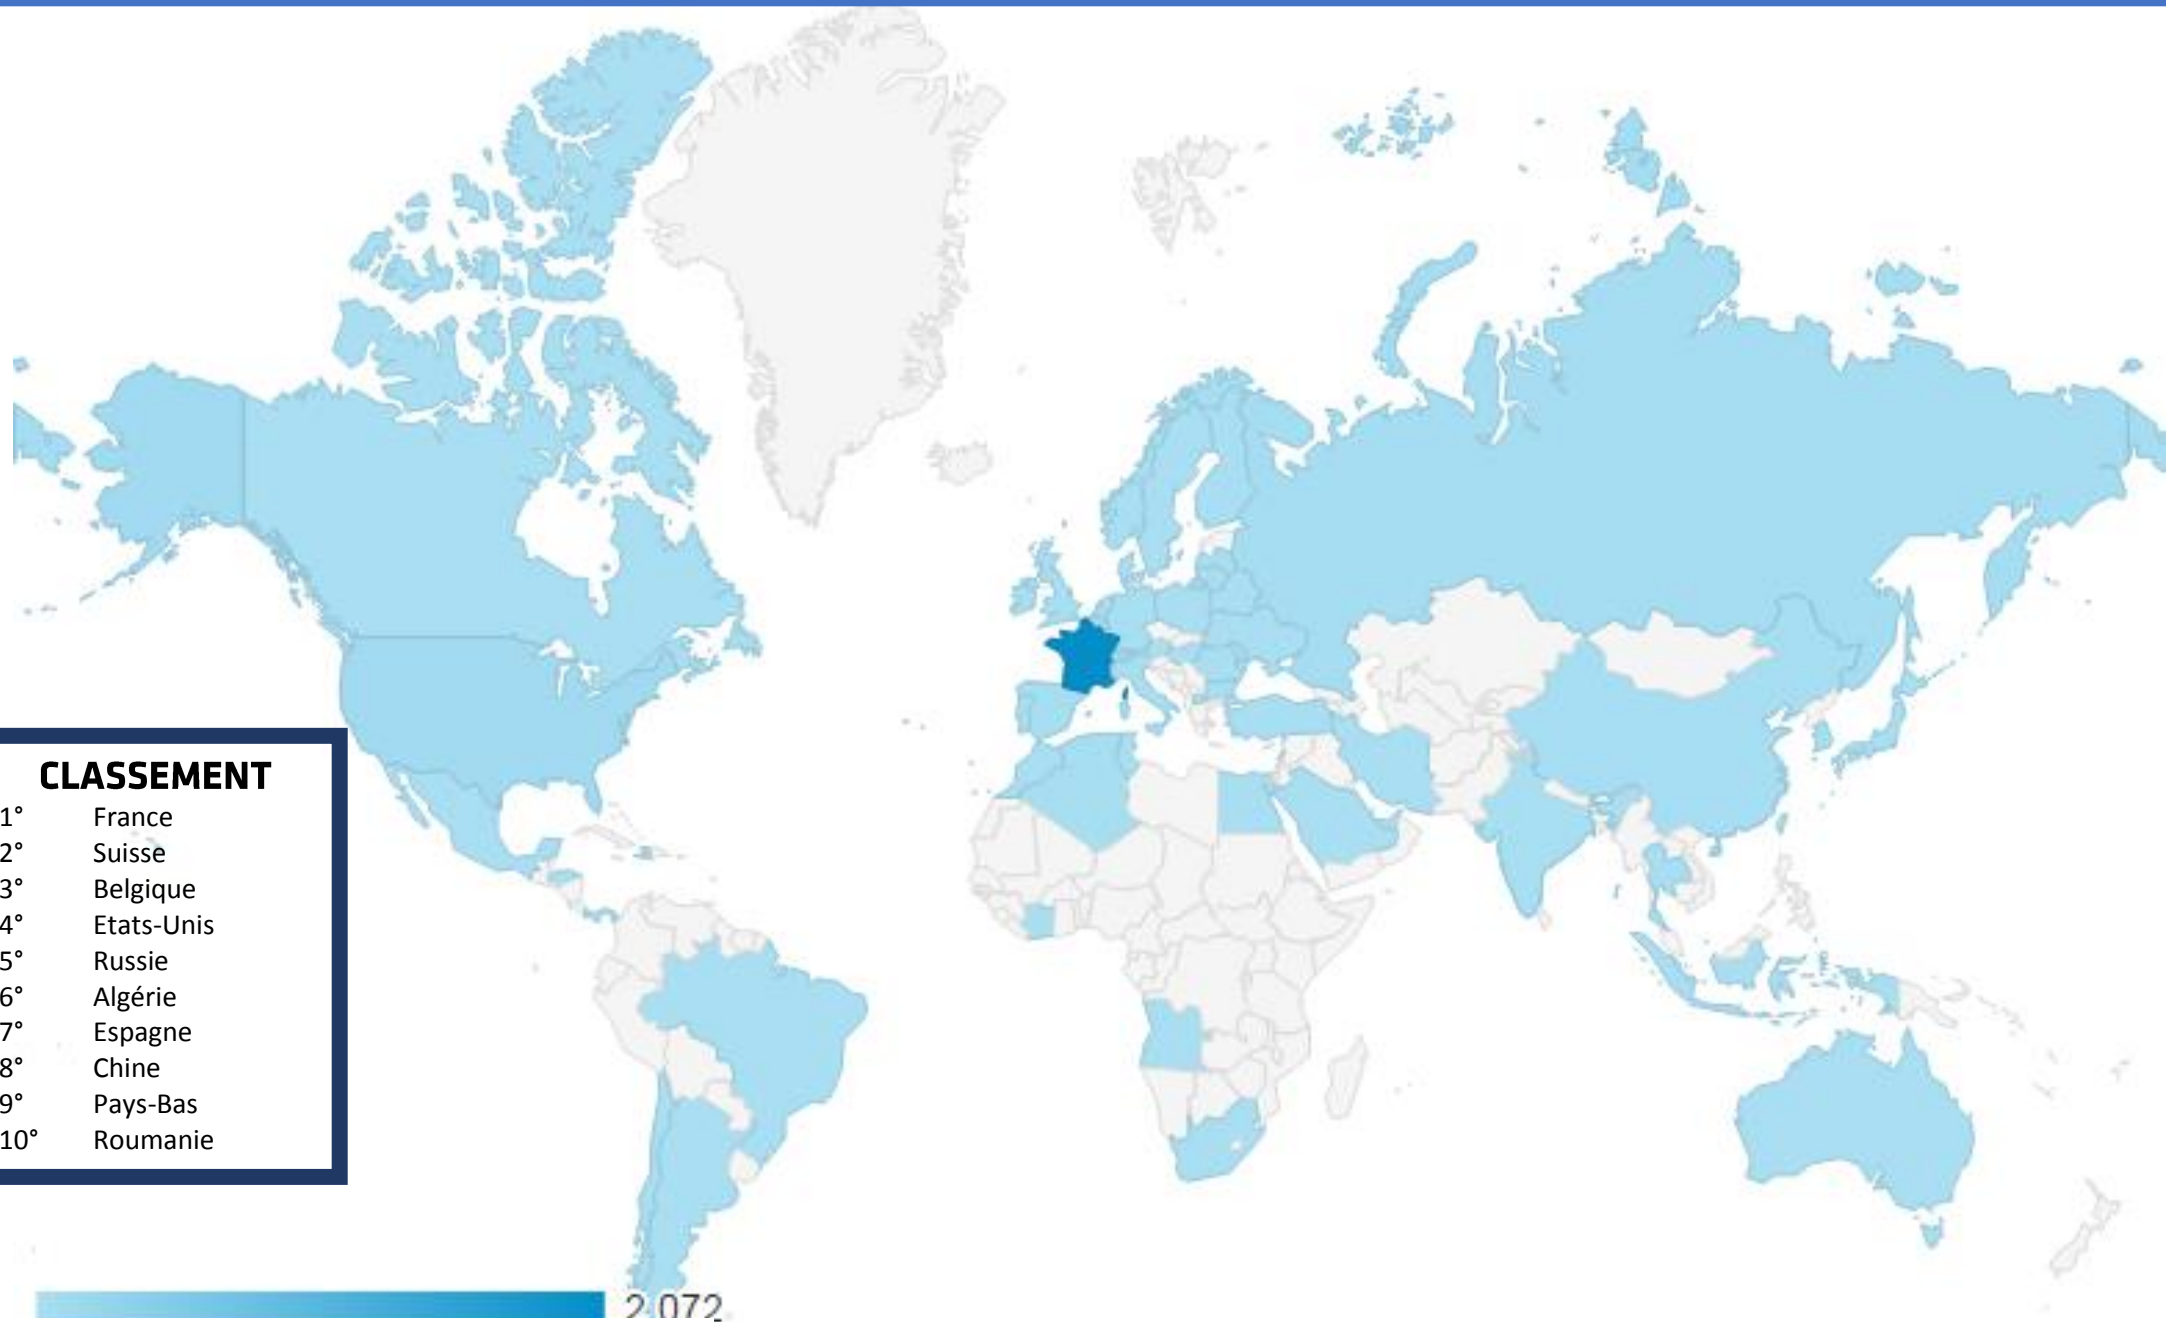 CLASSEMENT
1° France
2° Suisse
3° Belgique
4° Etats-Unis
5° Russie
6° Algérie
7° Espagne
8° Chine
9° Pays-Bas
10° Roumanie
2 072